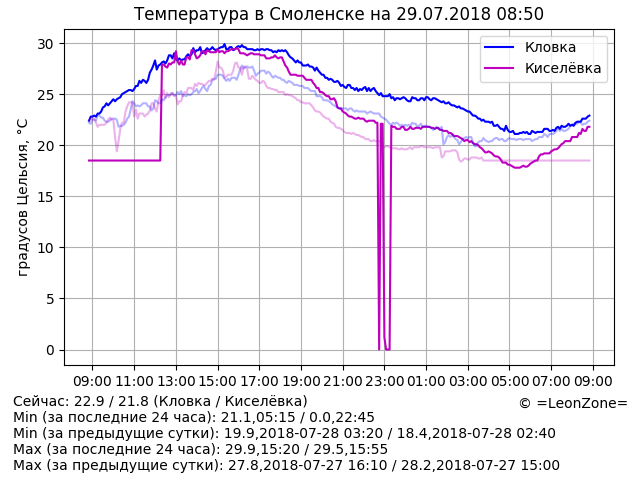 Температура в Смоленске на 29.07.2018 08:50
Кловка
Киселёвка
градусов Цельсия, °C
30
25
20
15
10
5
0
09:00 11:00 13:00 15:00 17:00 19:00 21:00 23:00 01:00 03:00 05:00 07:00 09:00
Сейчас: 22.9 / 21.8 (Кловка / Киселёвка)
© =LeonZone=
Min (за последние 24 часа): 21.1,05:15 / 0.0,22:45
Min (за предыдущие сутки): 19.9,2018-07-28 03:20 / 18.4,2018-07-28 02:40
Max (за последние 24 часа): 29.9,15:20 / 29.5,15:55
Max (за предыдущие сутки): 27.8,2018-07-27 16:10 / 28.2,2018-07-27 15:00